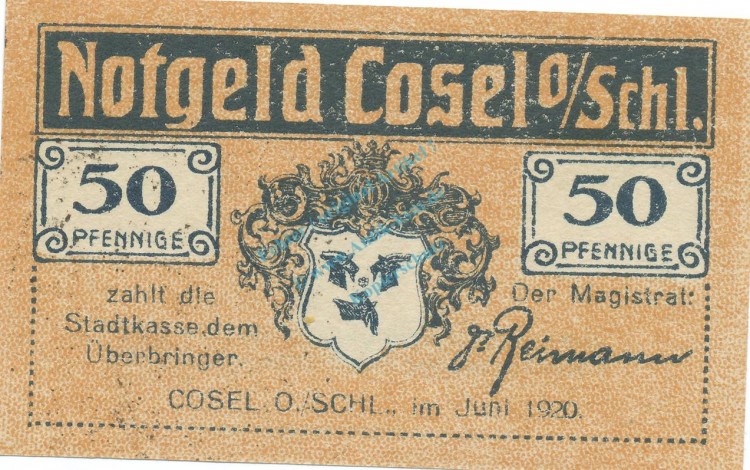 Notgeld Cosel o/Schl.
50
PFENNIGE
50
PFENNIGE
zahlt die
Stadtkasse dem
Überbringer.
Der Magistrat:
Reimann
COSEL O./SCHL., im Juni 1920.